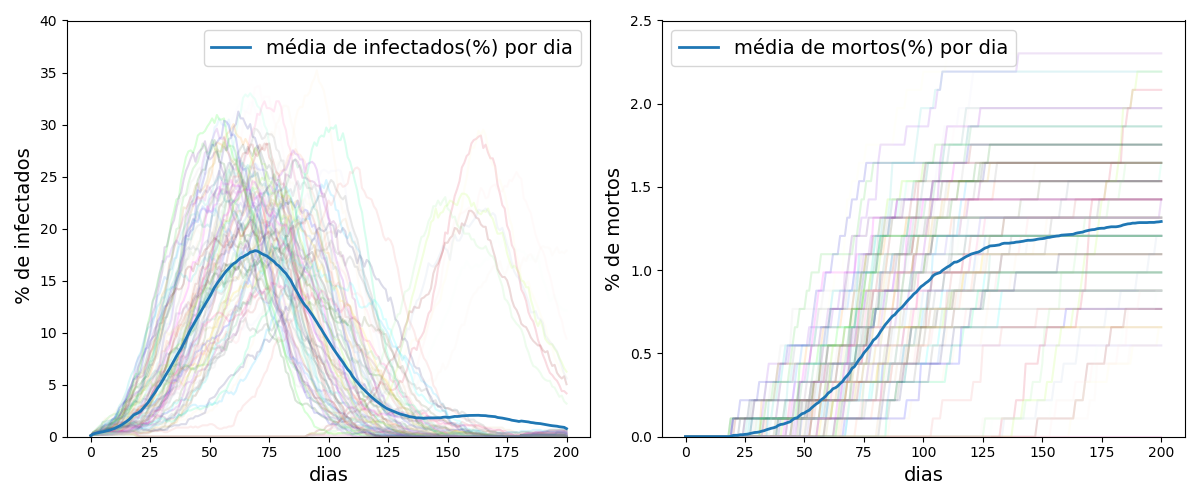 média de infectados(%) por dia
% de infectados
40
35
30
25
20
15
10
5
0
0 25 50 75 100 125 150 175 200
dias
média de mortos(%) por dia
% de mortos
2.5
2.0
1.5
1.0
0.5
0.0
0 25 50 75 100 125 150 175 200
dias